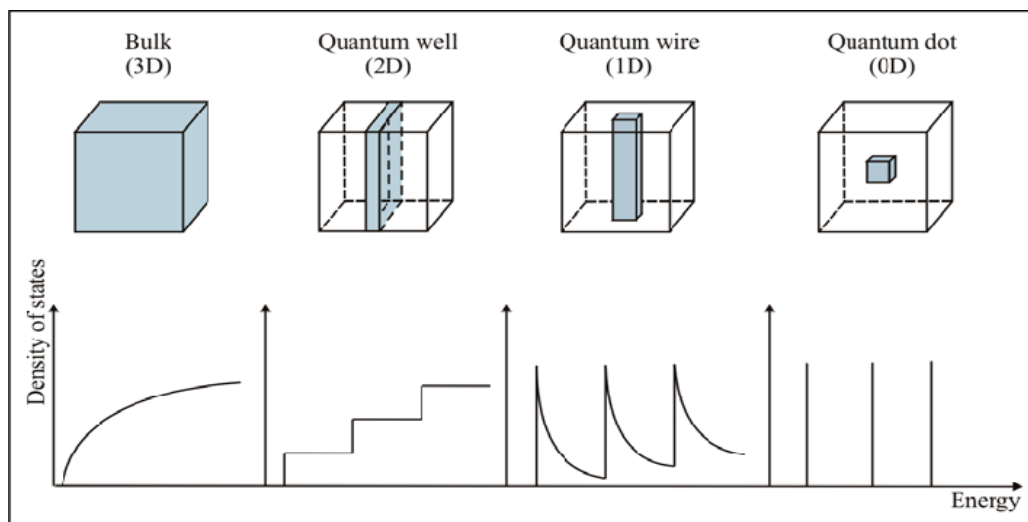 Bulk
(3D)
Quantum well
(2D)
Quantum wire
(1D)
Quantum dot
(0D)
Density of states
Energy